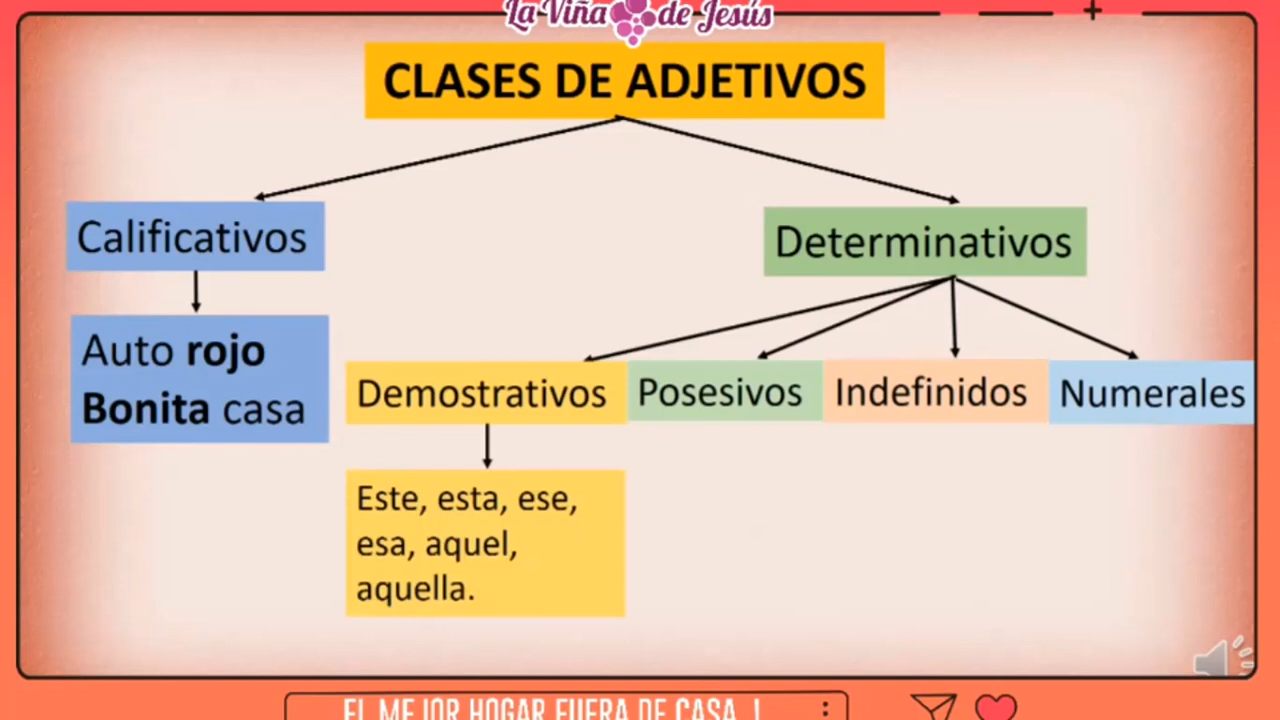 La Viña de Jesús
CLASES DE ADJETIVOS
Calificativos
Determinativos
Auto rojo
Bonita casa
Demostrativos
Posesivos
Indefinidos
Numerales
Este, esta, ese,
esa, aquel,
aquella.
EL MEJOR HOGAR FUERA DE CASA..!